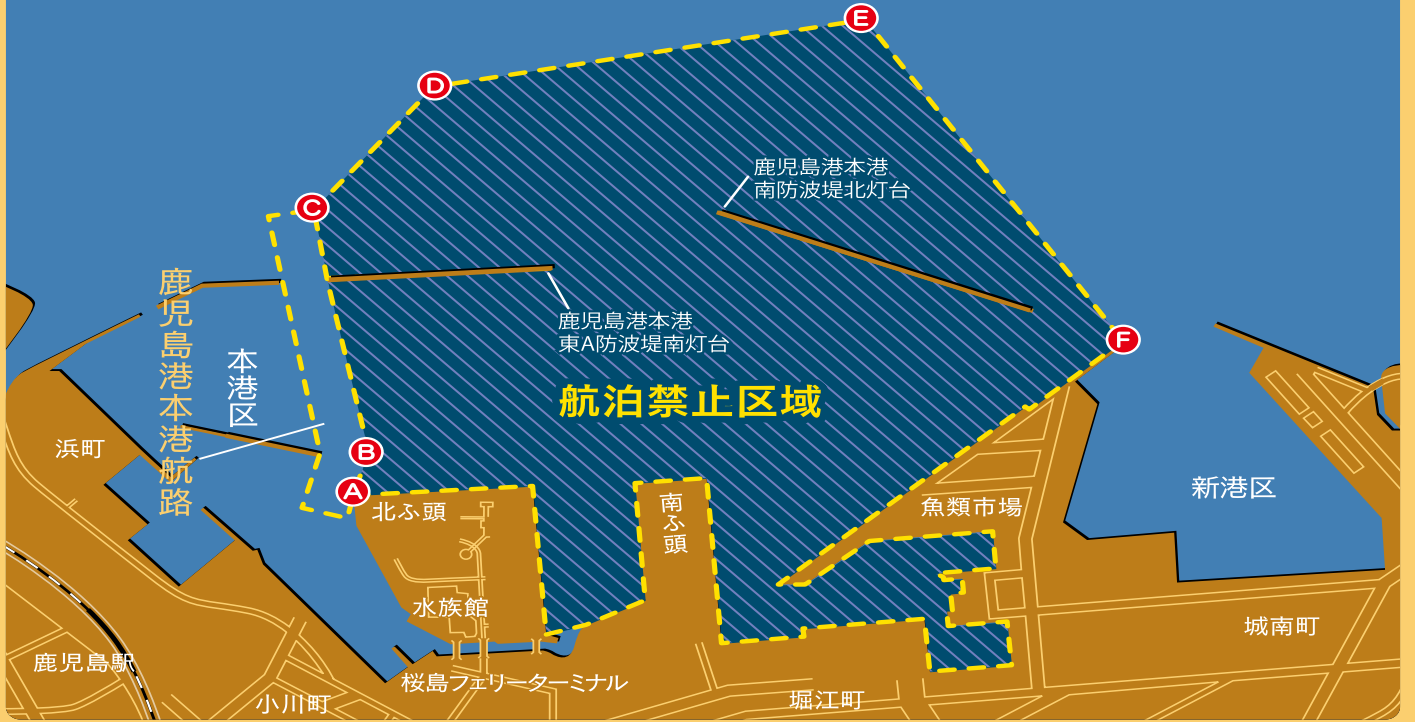 E
D
鹿児島港本港
南防波堤北灯台
C
鹿児島港本港航路
鹿児島港本港
東A防波堤南灯台
F
本港区
航泊禁止区域
浜町
B
A
新港区
北ふ頭
南ふ頭
魚類市場
水族館
城南町
鹿児島駅
桜島フェリーターミナル
小川町
堀江町